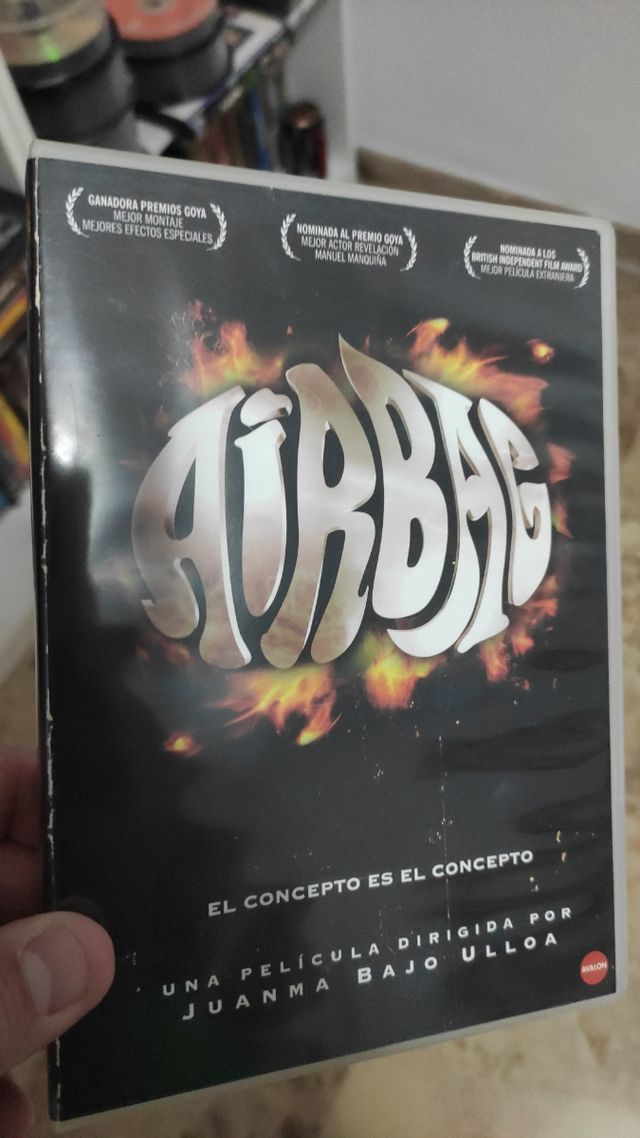 GANADORA PREMIOS GOYA
MEJOR MONTAJE
MEJORES EFECTOS ESPECIALES
NOMINADA AL PREMIO GOYA
MEJOR ACTOR REVELACIÓN
MANUEL MANQUIÑA
NOMINADA A LOS
BRITISH INDEPENDENT FILM AWARD
MEJOR PELÍCULA EXTRANJERA
AiRBAG
EL CONCEPTO ES EL CONCEPTO
UNA PELÍCULA DIRIGIDA POR
JUANMA BAJO ULLOA
AVALON